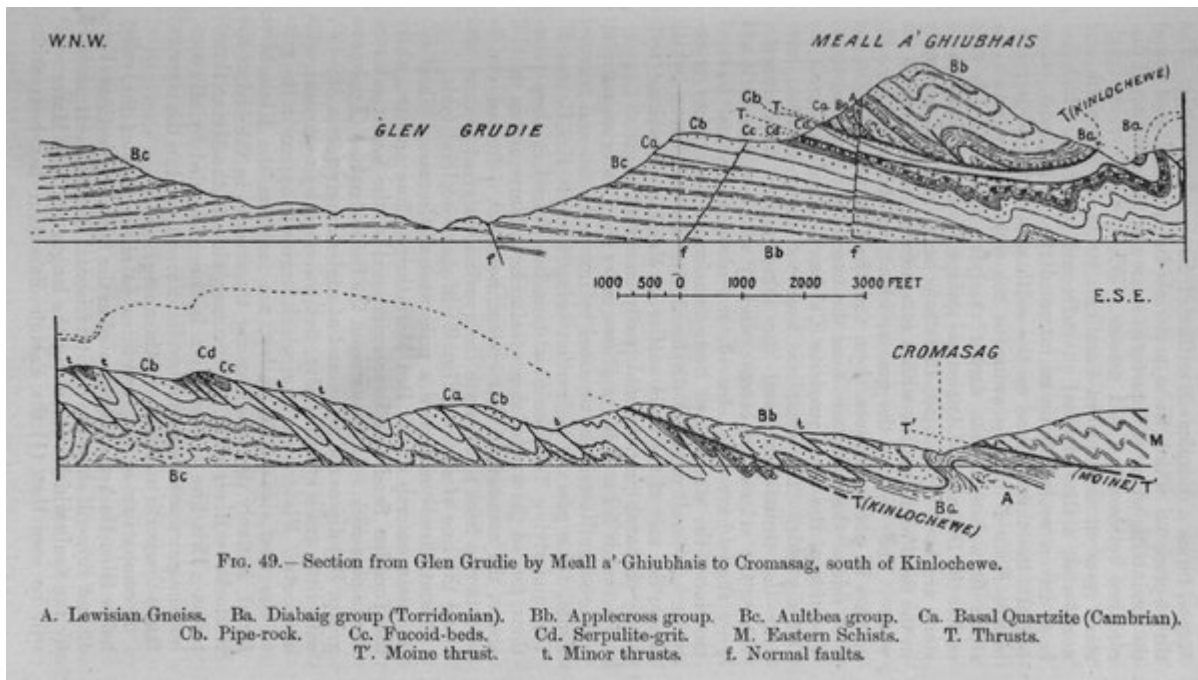 W.N.W.
MEALL A' GHIUBHAIS
GLEN GRUDIE
Bc
Bc
Ca
Cb
Cc
Cd
T
Cb
T
Cd
Ca
Ba
A
Bb
T(KINLOCHEWE)
Ba
Ba
f
f
Bb
f
1000 500 0 1000 2000 3000 FEET
E.S.E.
CROMASAG
t
t
Cb
Cd
Cc
t
t
Ca
Cb
t
Bb
t
T'
M
Bc
T(KINLOCHEWE)
Ba
A
(MOINE) T'
FIG. 49.—Section from Glen Grudie by Meall a' Ghiubhais to Cromasag, south of Kinlochewe.
A. Lewisian Gneiss. Ba. Diabaig group (Torridonian). Bb. Applecross group. Bc. Aultbea group. Ca. Basal Quartzite (Cambrian).
Cb. Pipe-rock. Cc. Fucoid-beds. Cd. Serpulite-grit. M. Eastern Schists. T. Thrusts.
T'. Moine thrust. t. Minor thrusts. f. Normal faults.